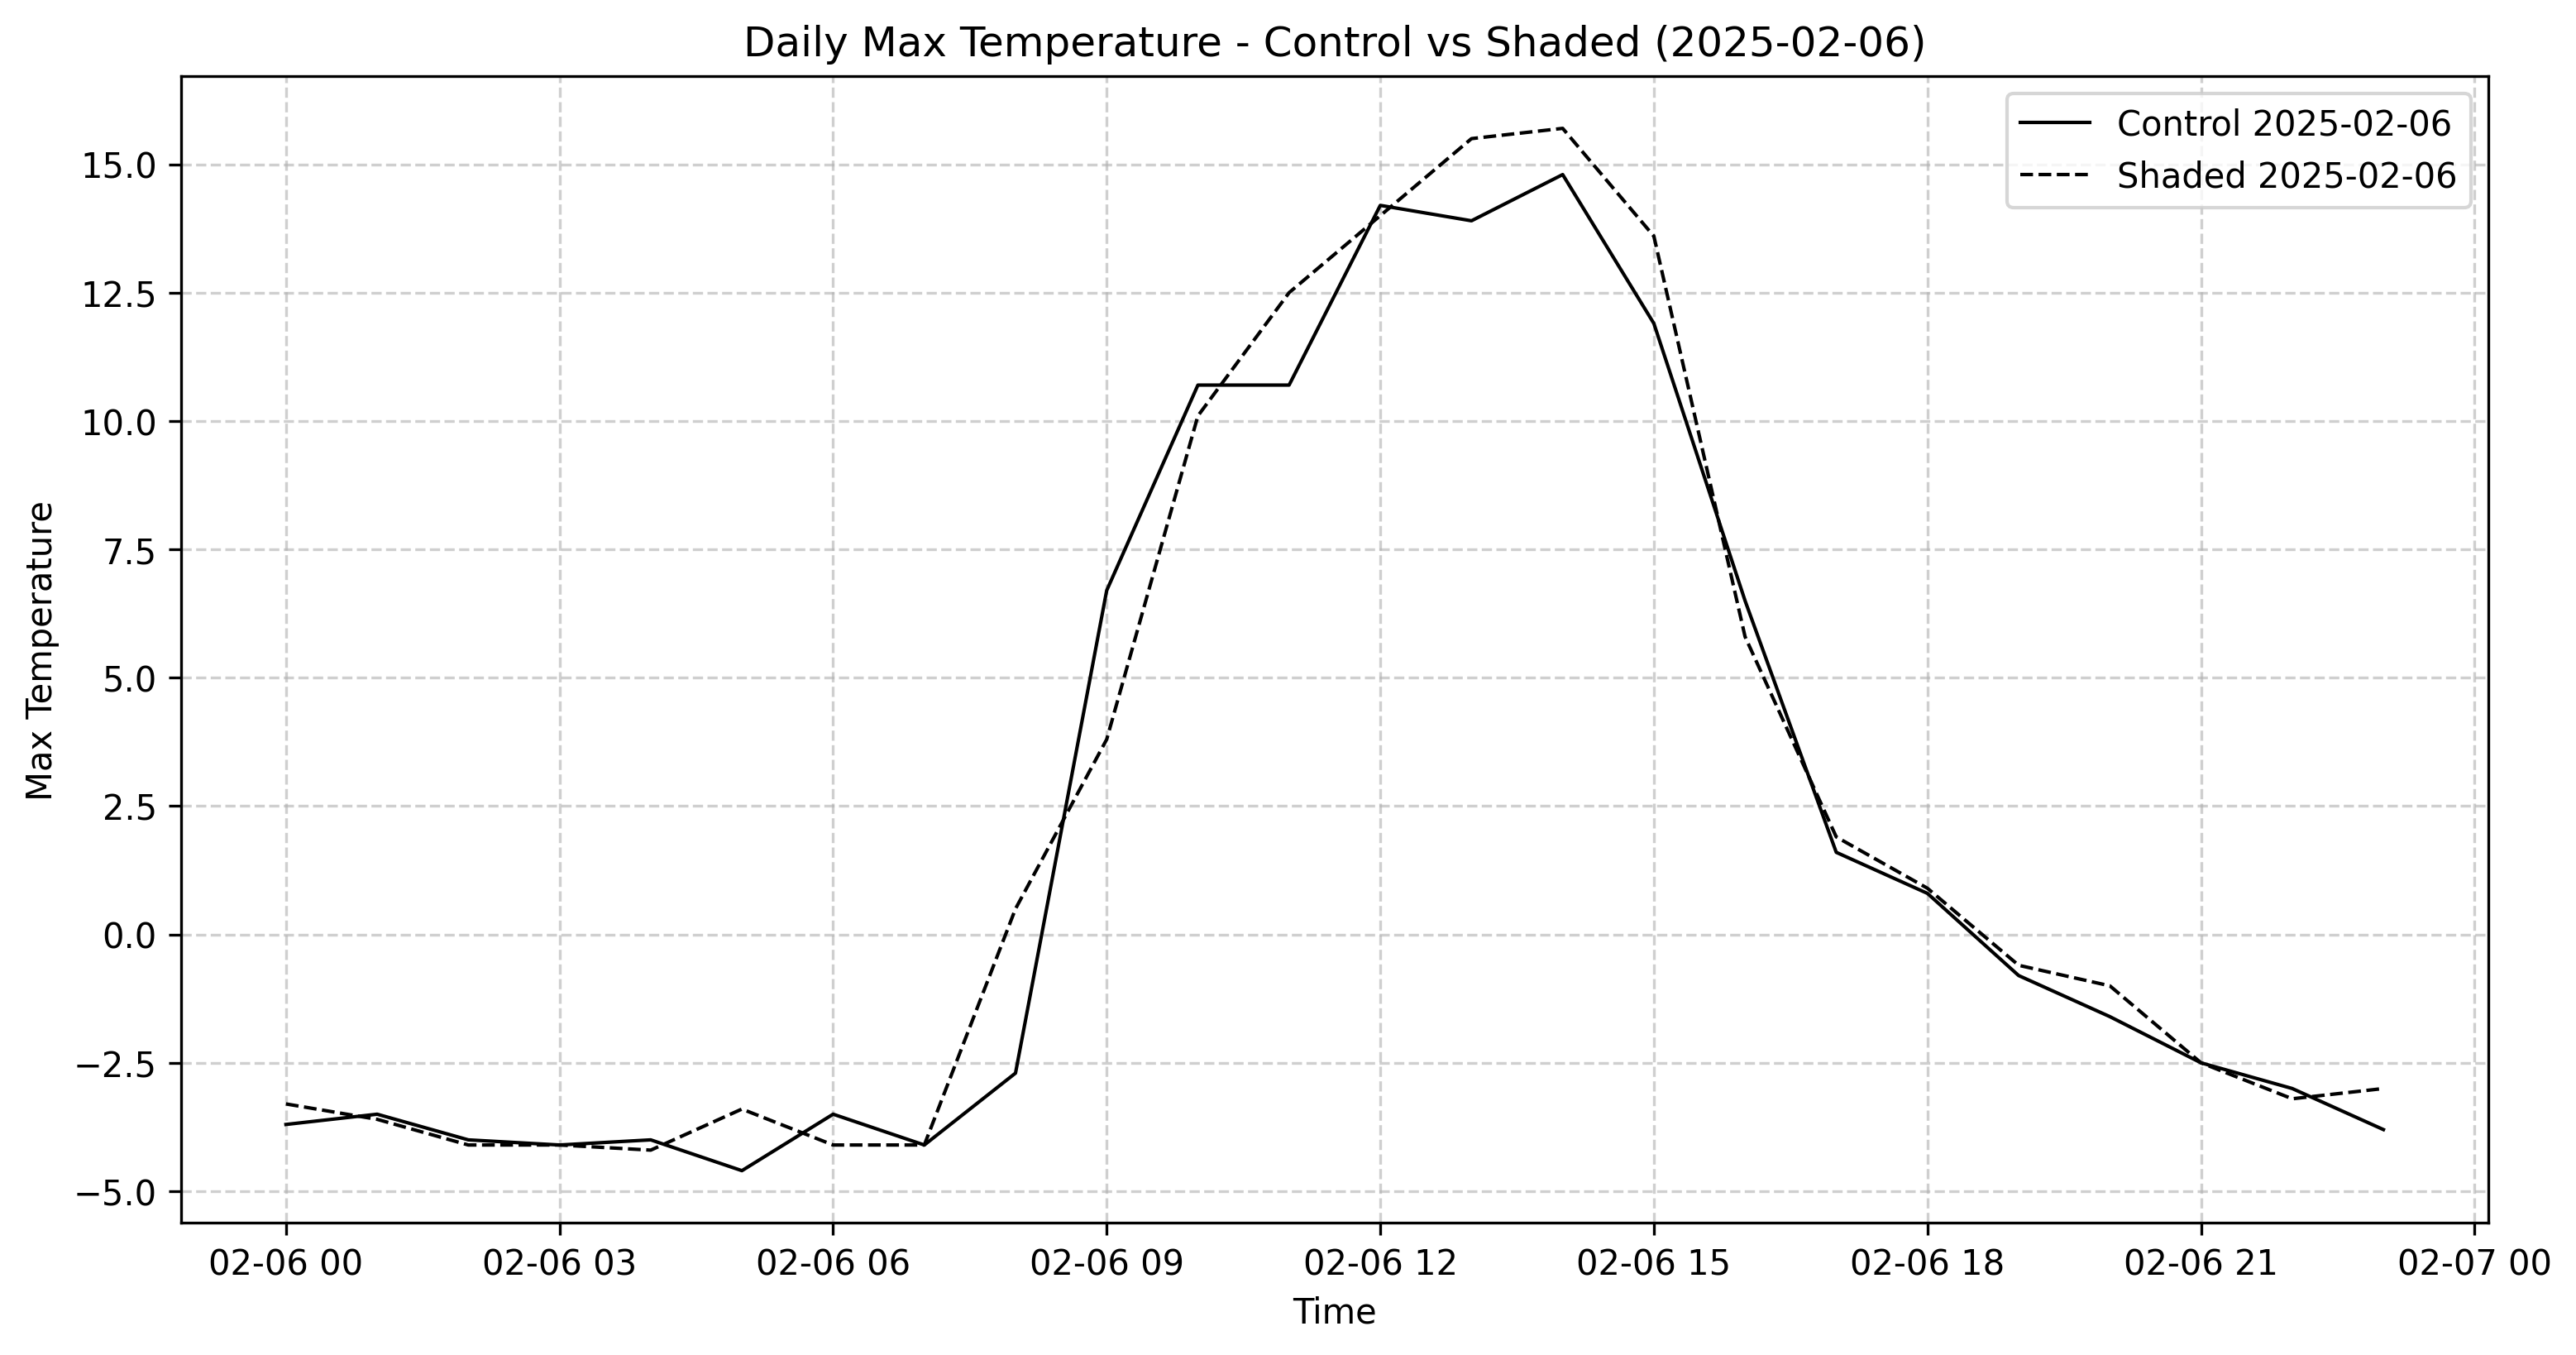 Daily Max Temperature - Control vs Shaded (2025-02-06)
Control 2025-02-06
Shaded 2025-02-06
Max Temperature
15.0
12.5
10.0
7.5
5.0
2.5
0.0
−2.5
−5.0
02-06 00 02-06 03 02-06 06 02-06 09 02-06 12 02-06 15 02-06 18 02-06 21 02-07 00
Time